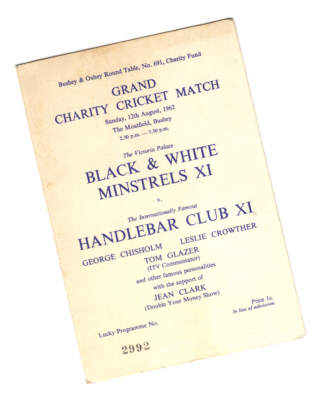 Bushey & Oxhey Round Table, No. 691, Charity Fund
GRAND
CHARITY CRICKET MATCH
Sunday, 12th August, 1962
The Moatfield, Bushey
2.30 p.m. — 7.30 p.m.
The Victoria Palace
BLACK & WHITE
MINSTRELS XI
v.
The Internationally Famous
HANDLEBAR CLUB XI
GEORGE CHISHOLM LESLIE CROWTHER
TOM GLAZER
(ITV Commentator)
and other famous personalities
with the support of
JEAN CLARK
(Double Your Money Show)
Lucky Programme No.
Price 1s.
in lieu of admission
2992